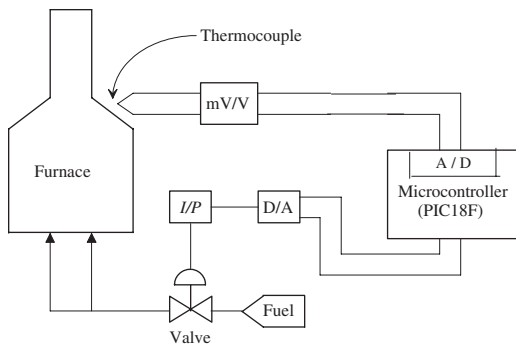 Thermocouple
mV/V
A / D
Furnace
Microcontroller
(PIC18F)
I/P
D/A
Fuel
Valve